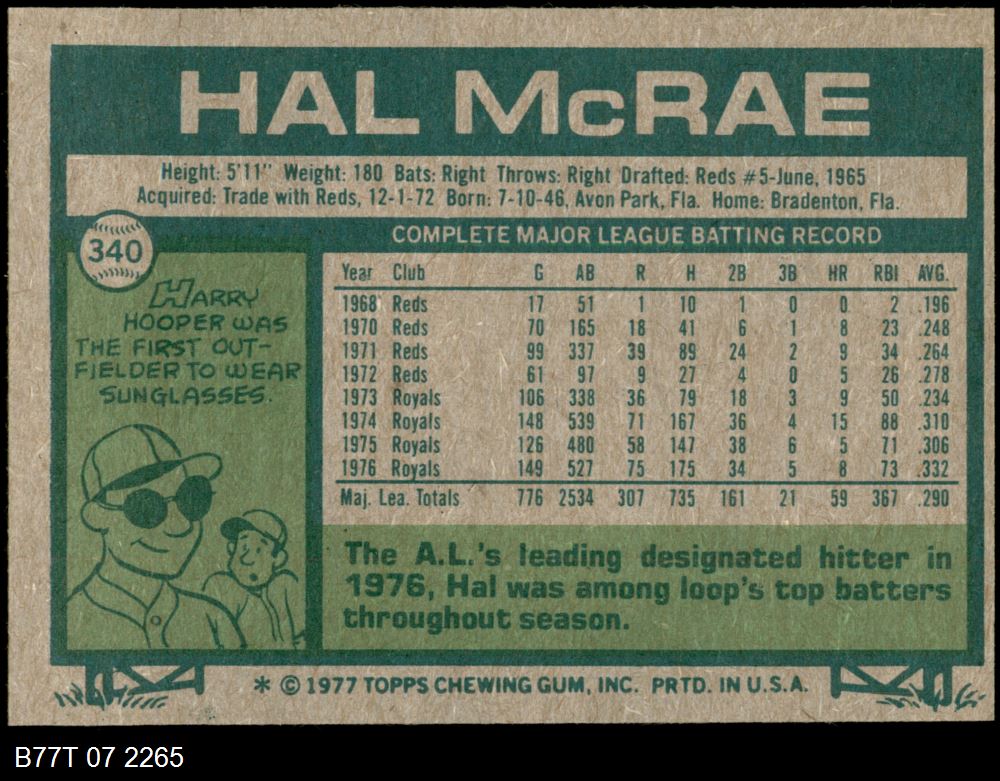 HAL McRAE
Height: 5'11" Weight: 180 Bats: Right Throws: Right Drafted: Reds #5-June, 1965
Acquired: Trade with Reds, 12-1-72 Born: 7-10-46, Avon Park, Fla. Home: Bradenton, Fla.
340
HARRY
HOOPER WAS
THE FIRST OUT-
FIELDER TO WEAR
SUNGLASSES.
COMPLETE MAJOR LEAGUE BATTING RECORD
Year Club G AB R H 2B 3B HR RBI AVG.
1968 Reds 17 51 1 10 1 0 0 2 .196
1970 Reds 70 165 18 41 6 1 8 23 .248
1971 Reds 99 337 39 89 24 2 9 34 .264
1972 Reds 61 97 9 27 4 0 5 26 .278
1973 Royals 106 338 36 79 18 3 9 50 .234
1974 Royals 148 539 71 167 36 4 15 88 .310
1975 Royals 126 480 58 147 38 6 5 71 .306
1976 Royals 149 527 75 175 34 5 8 73 .332
Maj. Lea. Totals 776 2534 307 735 161 21 59 367 .290
The A.L.'s leading designated hitter in
1976, Hal was among loop's top batters
throughout season.
* © 1977 TOPPS CHEWING GUM, INC. PRTD. IN U.S.A.
B77T 07 2265